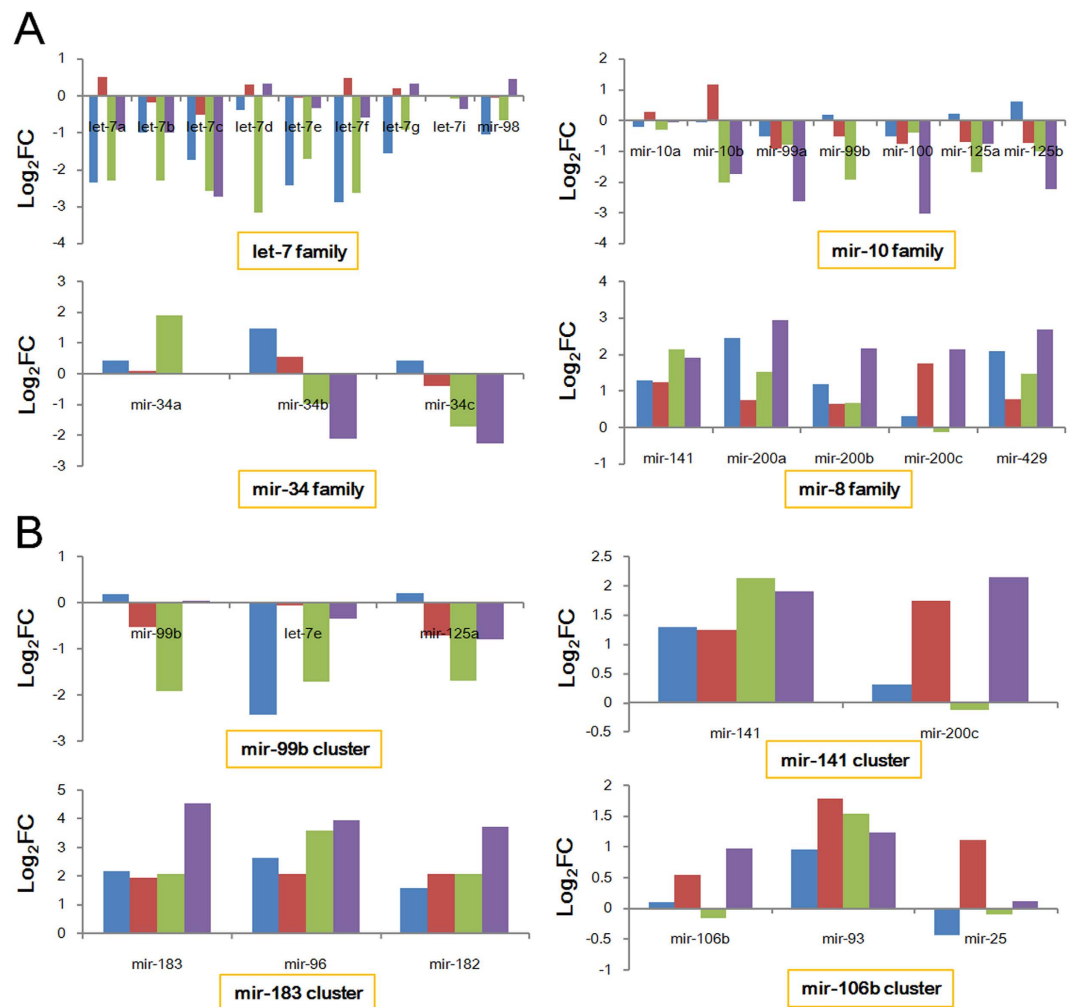 A
Log2FC
1
0
-1
-2
-3
-4
let-7a let-7b let-7c let-7d let-7e let-7f let-7g let-7i mir-98
let-7 family
Log2FC
2
1
0
-1
-2
-3
-4
mir-10a mir-10b mir-99a mir-99b mir-100 mir-125a mir-125b
mir-10 family
Log2FC
3
2
1
0
-1
-2
-3
mir-34a mir-34b mir-34c
mir-34 family
Log2FC
4
3
2
1
0
-1
mir-141 mir-200a mir-200b mir-200c mir-429
mir-8 family
B
Log2FC
1
0
-1
-2
-3
mir-99b let-7e mir-125a
mir-99b cluster
Log2FC
2.5
2
1.5
1
0.5
0
-0.5
mir-141 mir-200c
mir-141 cluster
Log2FC
5
4
3
2
1
0
mir-183 mir-96 mir-182
mir-183 cluster
Log2FC
2
1.5
1
0.5
0
-0.5
-1
mir-106b mir-93 mir-25
mir-106b cluster